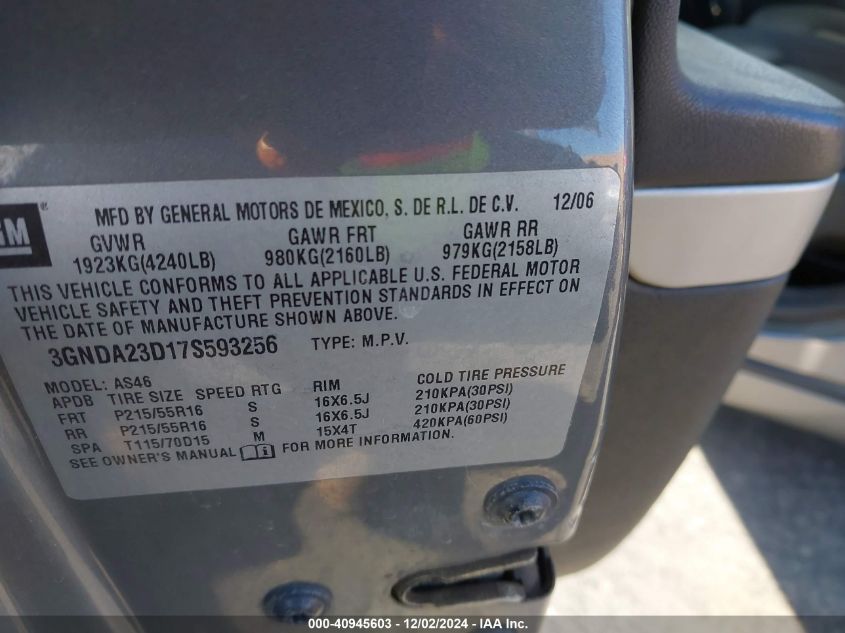 GM
MFD BY GENERAL MOTORS DE MEXICO, S. DE R.L. DE C.V. 12/06
GVWR GAWR FRT GAWR RR
1923KG(4240LB) 980KG(2160LB) 979KG(2158LB)
THIS VEHICLE CONFORMS TO ALL APPLICABLE U.S. FEDERAL MOTOR
VEHICLE SAFETY AND THEFT PREVENTION STANDARDS IN EFFECT ON
THE DATE OF MANUFACTURE SHOWN ABOVE.
3GNDA23D17S593256 TYPE: M.P.V.
MODEL: AS46
APDB TIRE SIZE SPEED RTG RIM COLD TIRE PRESSURE
FRT P215/55R16 S 16X6.5J 210KPA(30PSI)
RR P215/55R16 S 16X6.5J 210KPA(30PSI)
SPA T115/70D15 M 15X4T 420KPA(60PSI)
SEE OWNER'S MANUAL FOR MORE INFORMATION.
000-40945603 - 12/02/2024 - IAA Inc.